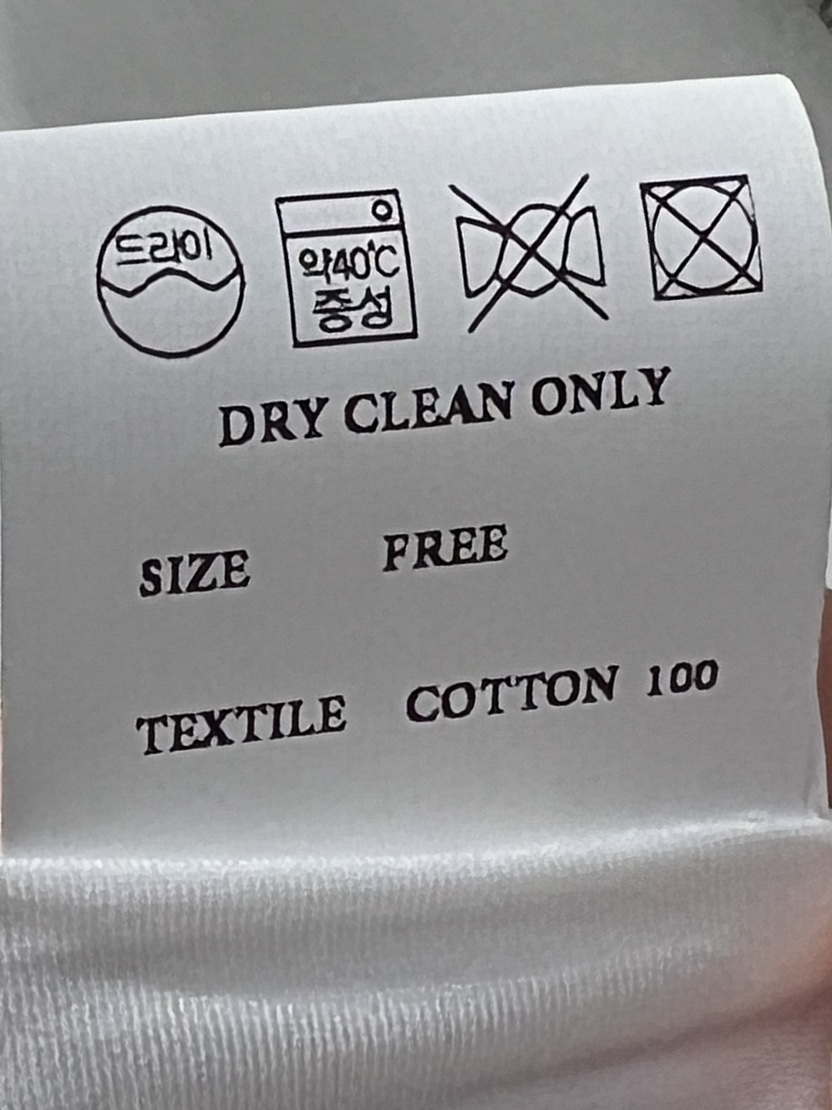 드라이
약40℃
중성
DRY CLEAN ONLY
SIZE FREE
TEXTILE COTTON 100